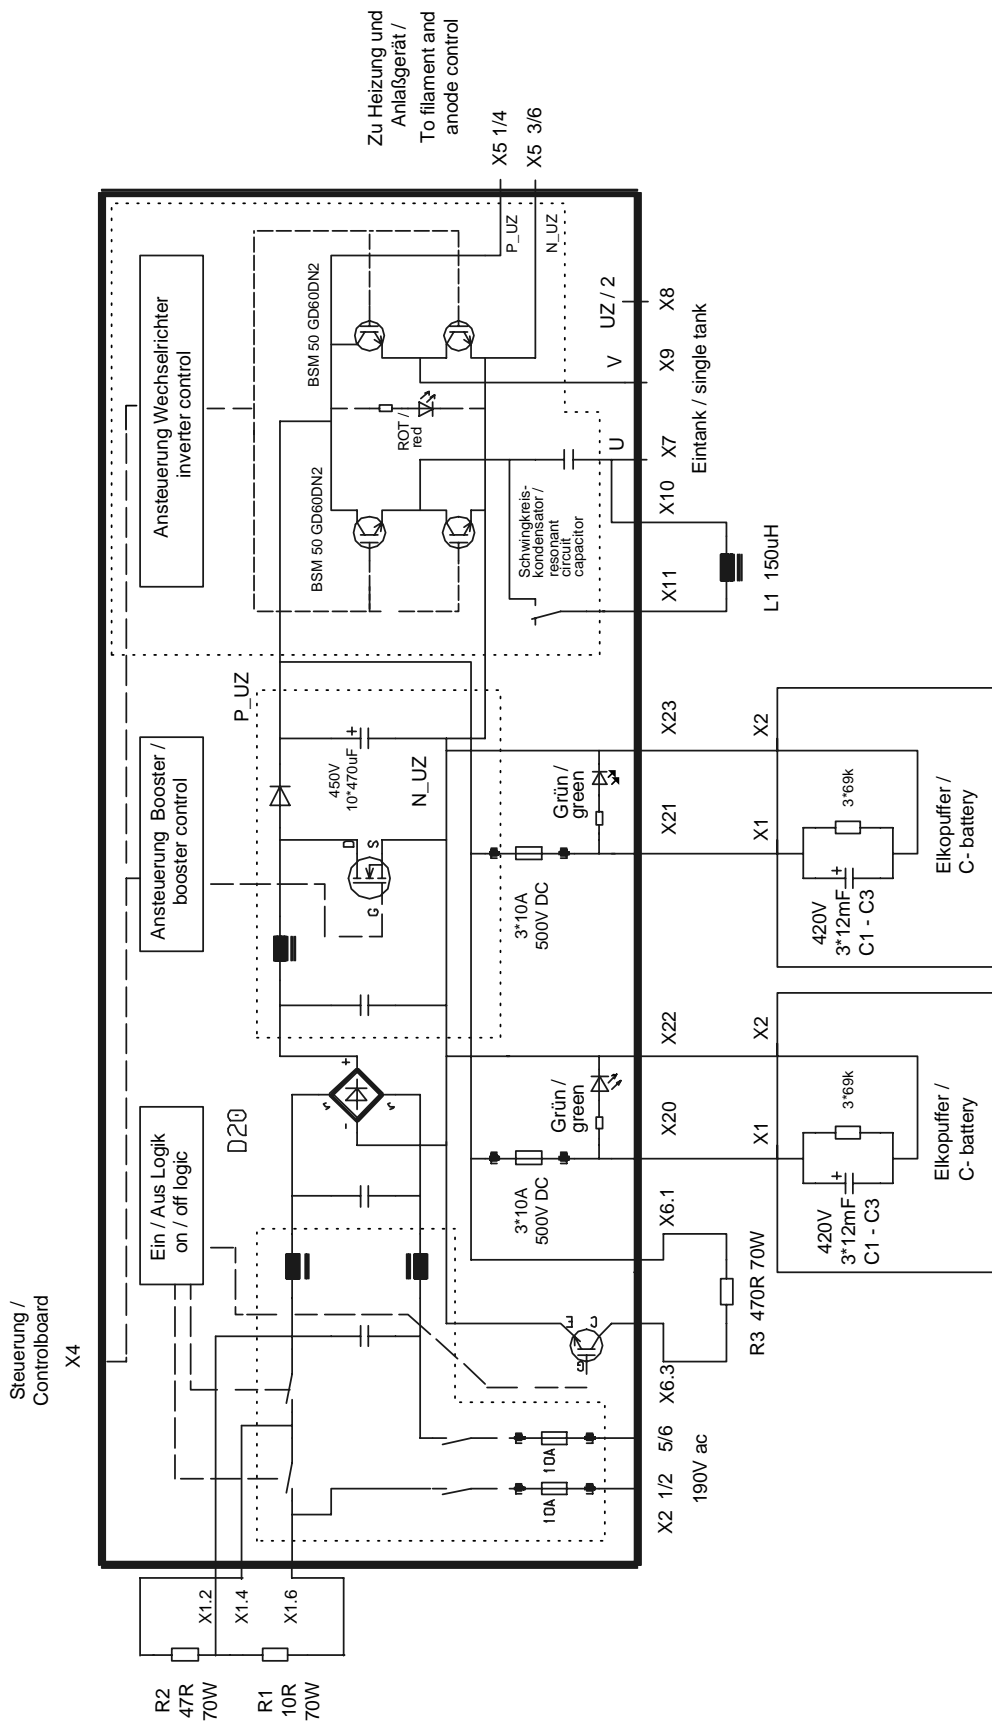 Steuerung /
Controlboard
X4
Ein / Aus Logik
on / off logic
Ansteuerung Booster /
booster control
Ansteuerung Wechselrichter
inverter control
Zu Heizung und
Anlaßgerät /
To filament and
anode control
X5 1/4
X5 3/6
P_UZ
N_UZ
BSM 50 GD60DN2
BSM 50 GD60DN2
ROT /
red
Schwingkreis-
kondensator /
resonant
circuit
capacitor
U
V
UZ / 2
X11
X10
X7
X9
X8
Eintank / single tank
L1 150uH
P_UZ
N_UZ
450V
10*470uF
+
D
S
G
D20
+
-
~
~
R2
47R
70W
R1
10R
70W
X1.2
X1.4
X1.6
10A
10A
X2 1/2 5/6
190V ac
E
C
G
X6.3
X6.1
R3 470R 70W
3*10A
500V DC
Grün /
green
X20
X22
3*10A
500V DC
Grün /
green
X21
X23
X1
X2
420V
3*12mF
C1 - C3
+
3*69k
Elkopuffer /
C- battery
X1
X2
420V
3*12mF
C1 - C3
+
3*69k
Elkopuffer /
C- battery